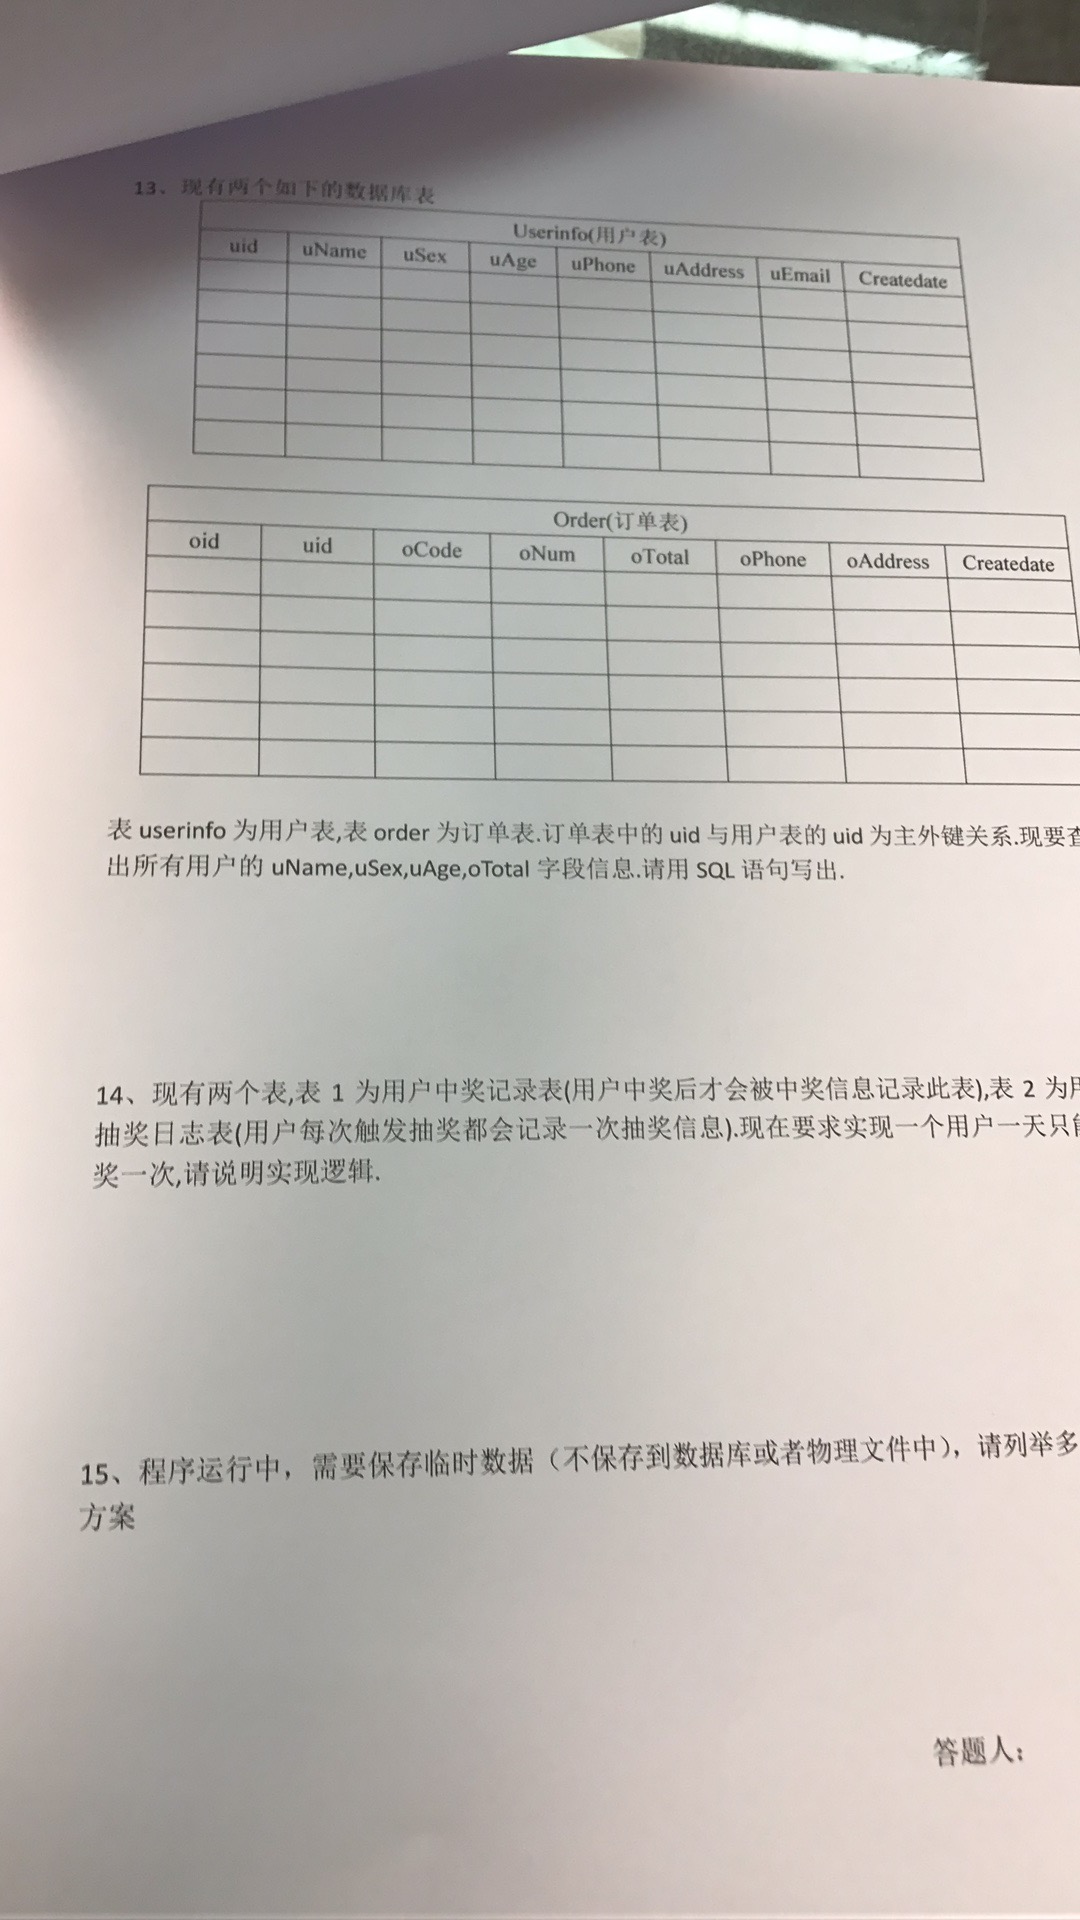 13、现有两个如下的数据库表
Userinfo(用户表)
uid uName uSex uAge uPhone uAddress uEmail Createdate
Order(订单表)
oid uid oCode oNum oTotal oPhone oAddress Createdate
表 userinfo 为用户表,表 order 为订单表.订单表中的 uid 与用户表的 uid 为主外键关系.现要查
出所有用户的 uName,uSex,uAge,oTotal 字段信息.请用 SQL 语句写出.
14、现有两个表,表 1 为用户中奖记录表(用户中奖后才会被中奖信息记录此表),表 2 为用
抽奖日志表(用户每次触发抽奖都会记录一次抽奖信息).现在要求实现一个用户一天只能
奖一次,请说明实现逻辑.
15、程序运行中，需要保存临时数据（不保存到数据库或者物理文件中），请列举多
方案
答题人: